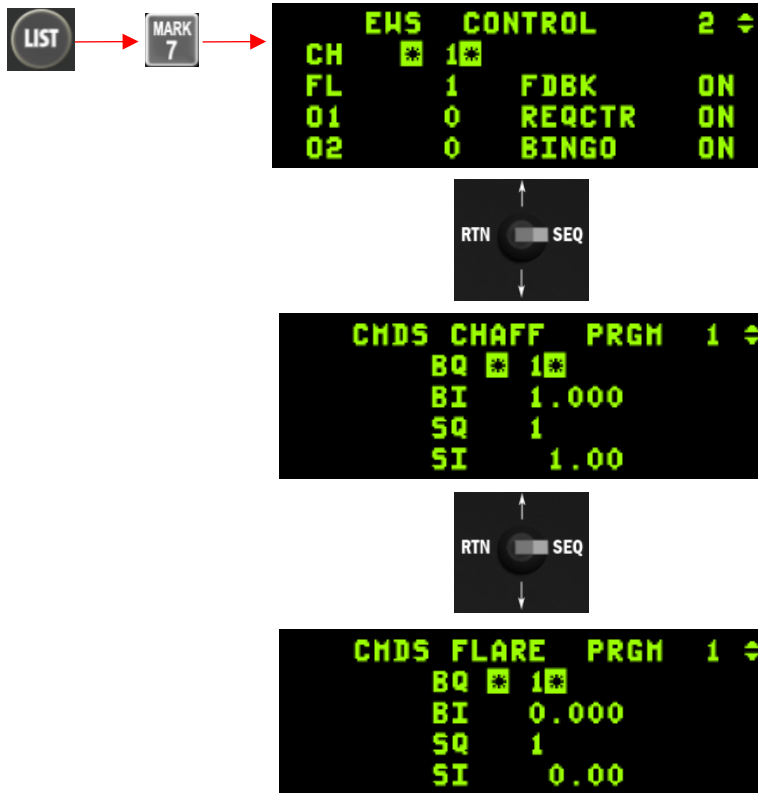 LIST
MARK
7
EWS CONTROL 2
CH * 1*
FL 1 FDBK ON
O1 0 REQCTR ON
O2 0 BINGO ON
RTN SEQ
CMDS CHAFF PRGM 1
BQ * 1*
BI 1.000
SQ 1
SI 1.00
RTN SEQ
CMDS FLARE PRGM 1
BQ * 1*
BI 0.000
SQ 1
SI 0.00